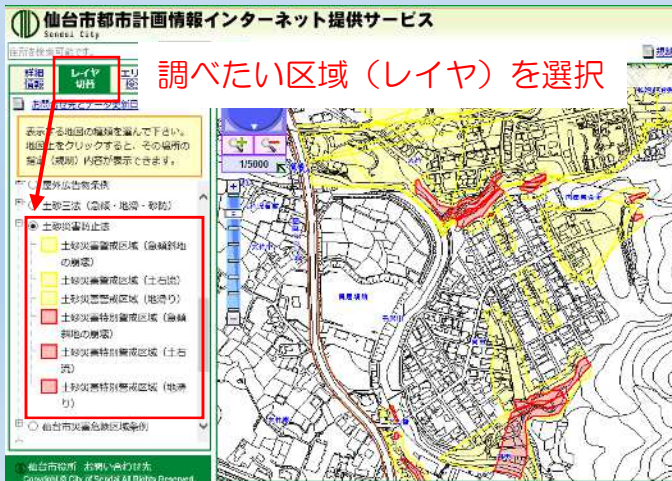 仙台市都市計画情報インターネット提供サービス
Sendai City
住所を検索可能です。
詳細
情報
レイヤ
切替
調べたい区域（レイヤ）を選択
お問合せ先とデータ更新日
表示する地図の種類を選んで下さい。
地図上をクリックすると、その場所の
指定（規制）内容が表示できます。
1/5000
屋外広告物条例
土砂三法（急傾・地滑・砂防）
土砂災害防止法
土砂災害警戒区域（急傾斜地
の崩壊）
土砂災害警戒区域（土石流）
土砂災害警戒区域（地滑り）
土砂災害特別警戒区域（急傾
斜地の崩壊）
土砂災害特別警戒区域（土石
流）
土砂災害特別警戒区域（地滑
り）
仙台市災害危険区域条例
仙台市役所 お問い合わせ先
Copyright © City of Sendai All Rights Reserved.